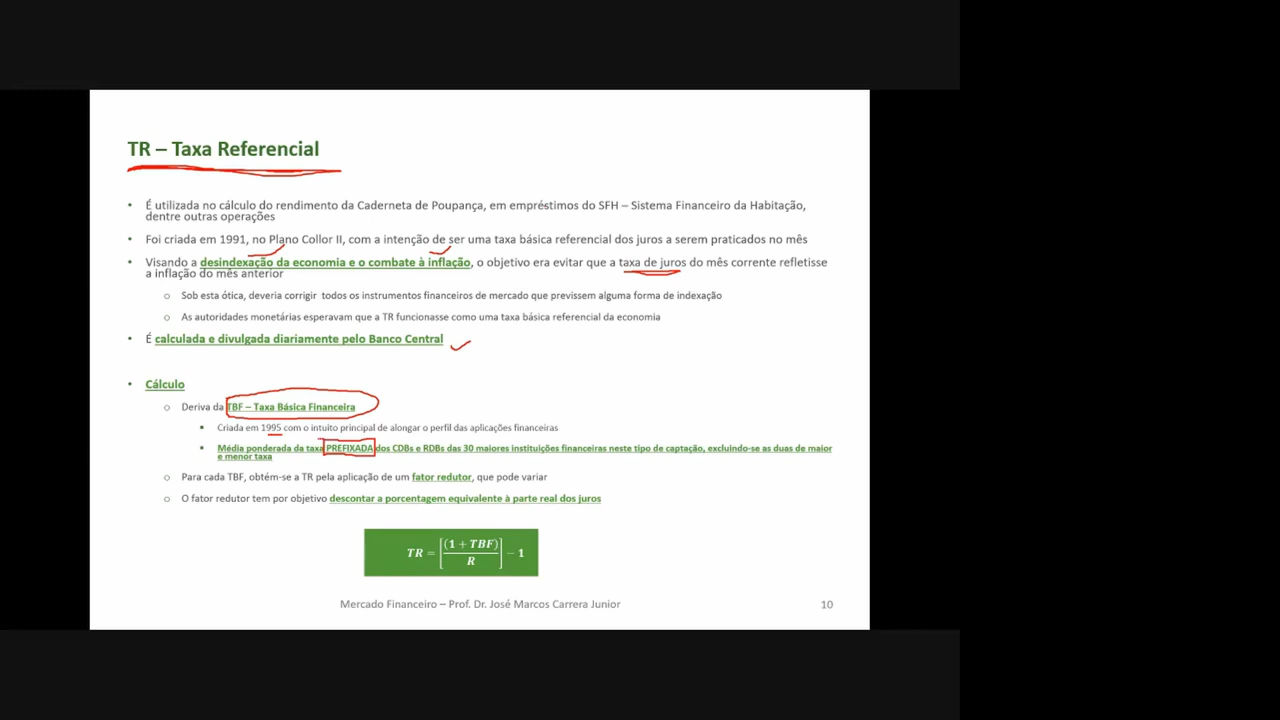 TR – Taxa Referencial
• É utilizada no cálculo do rendimento da Caderneta de Poupança, em empréstimos do SFH – Sistema Financeiro da Habitação,
dentre outras operações
• Foi criada em 1991, no Plano Collor II, com a intenção de ser uma taxa básica referencial dos juros a serem praticados no mês
• Visando a desindexação da economia e o combate à inflação, o objetivo era evitar que a taxa de juros do mês corrente refletisse
a inflação do mês anterior
o Sob esta ótica, deveria corrigir todos os instrumentos financeiros de mercado que previssem alguma forma de indexação
o As autoridades monetárias esperavam que a TR funcionasse como uma taxa básica referencial da economia
• É calculada e divulgada diariamente pelo Banco Central
• Cálculo
o Deriva da TBF – Taxa Básica Financeira
▪ Criada em 1995 com o intuito principal de alongar o perfil das aplicações financeiras
▪ Média ponderada da taxa PREFIXADA dos CDBs e RDBs das 30 maiores instituições financeiras neste tipo de captação, excluindo-se as duas de maior
e menor taxa
o Para cada TBF, obtém-se a TR pela aplicação de um fator redutor, que pode variar
o O fator redutor tem por objetivo descontar a porcentagem equivalente à parte real dos juros
TR = [(1 + TBF) / R] − 1
Mercado Financeiro – Prof. Dr. José Marcos Carrera Junior 10